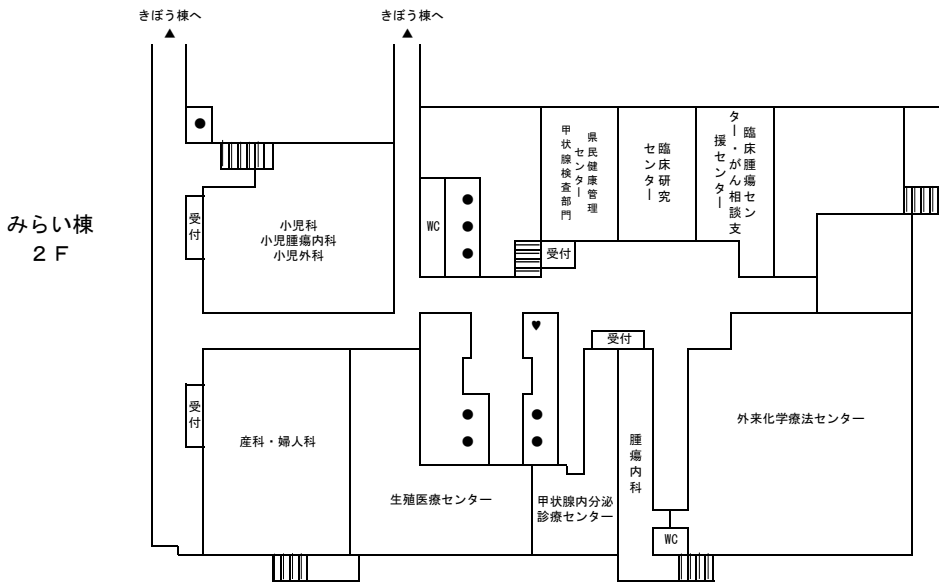 きぼう棟へ
▲
きぼう棟へ
▲
みらい棟
2F
受付
小児科
小児腫瘍内科
小児外科
WC
県民健康管理
センター
甲状腺検査部門
臨床研究
センター
臨床腫瘍セン
ター・がん相談支
援センター
受付
受付
♥
受付
産科・婦人科
生殖医療センター
甲状腺内分泌
診療センター
腫瘍内科
外来化学療法センター
WC